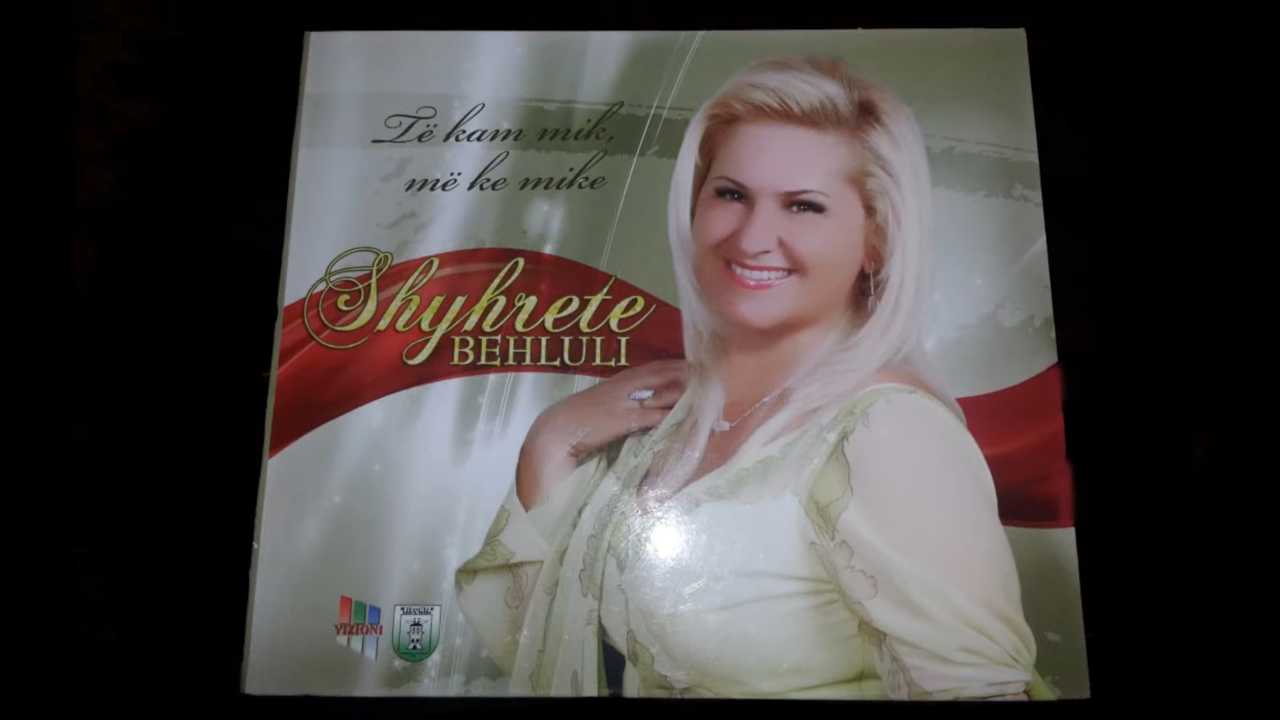 Të kam mik,
më ke mike
Shyhrete
BEHLULI
VIZIONI